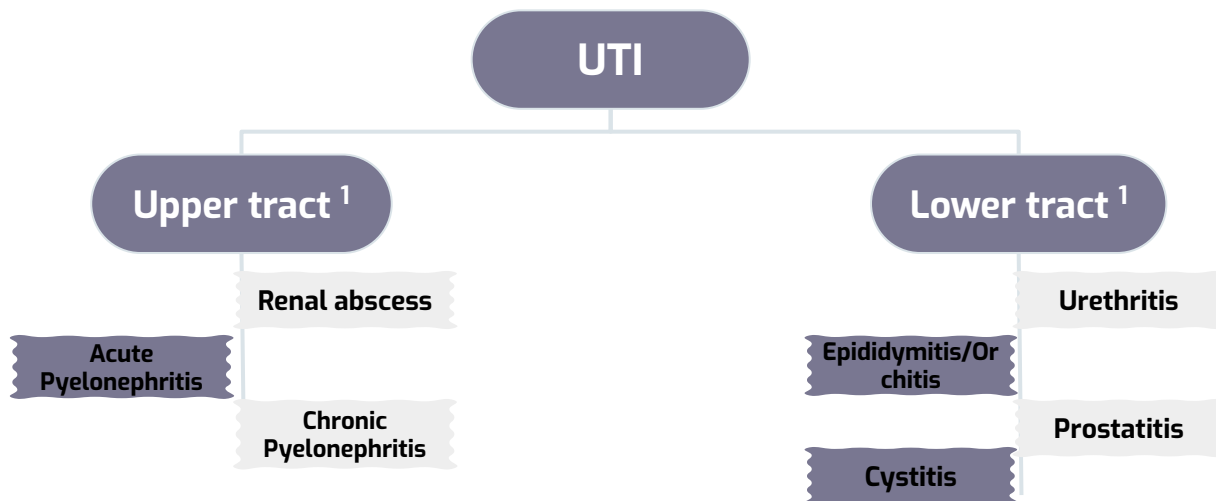 UTI
Upper tract 1
Renal abscess
Acute
Pyelonephritis
Chronic
Pyelonephritis
Lower tract 1
Urethritis
Epididymitis/Or
chitis
Prostatitis
Cystitis